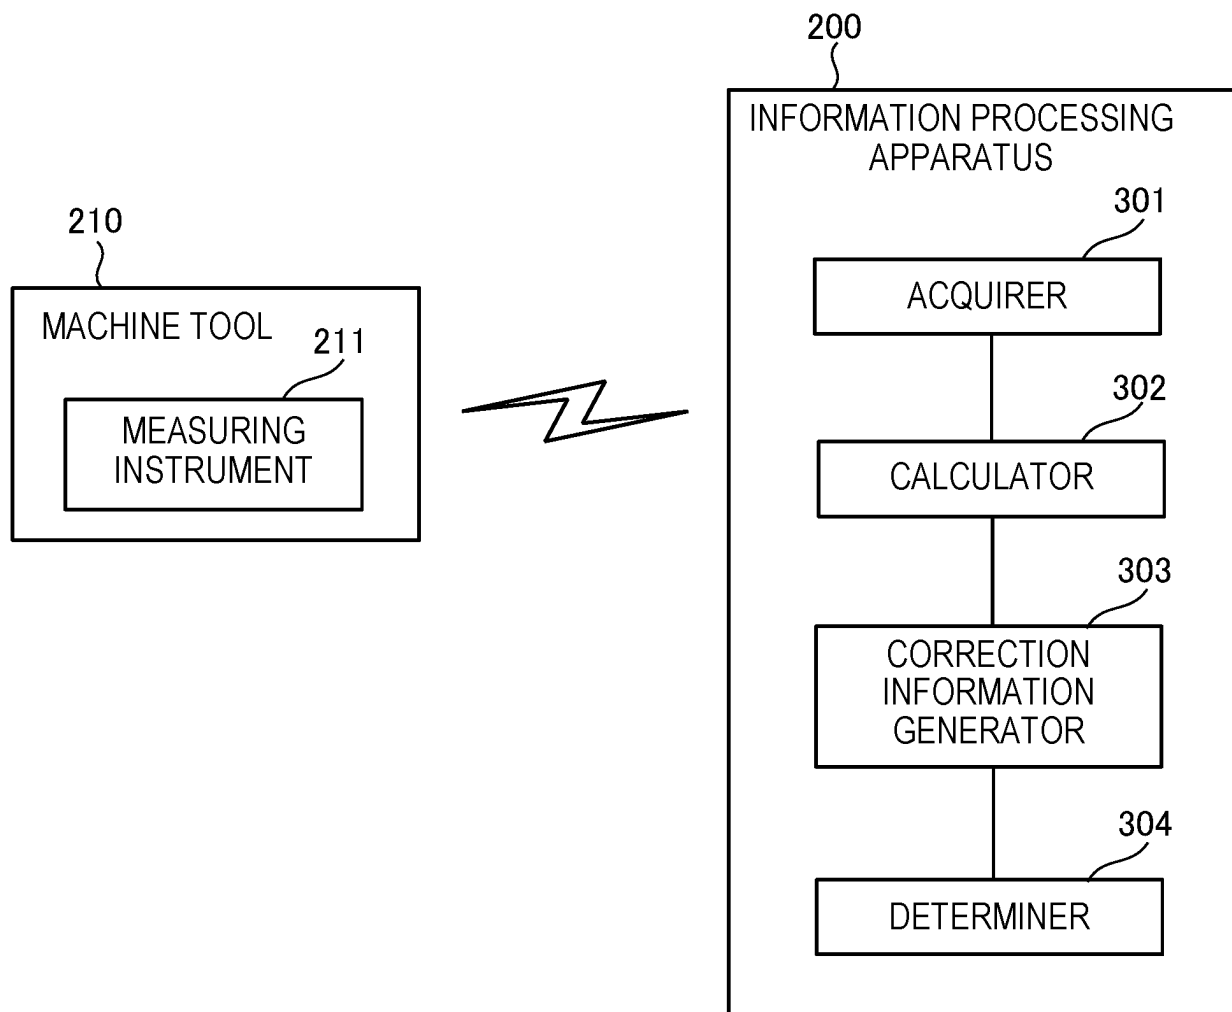 200
INFORMATION PROCESSING
APPARATUS
301
ACQUIRER
210
MACHINE TOOL
211
MEASURING
INSTRUMENT
302
CALCULATOR
303
CORRECTION
INFORMATION
GENERATOR
304
DETERMINER